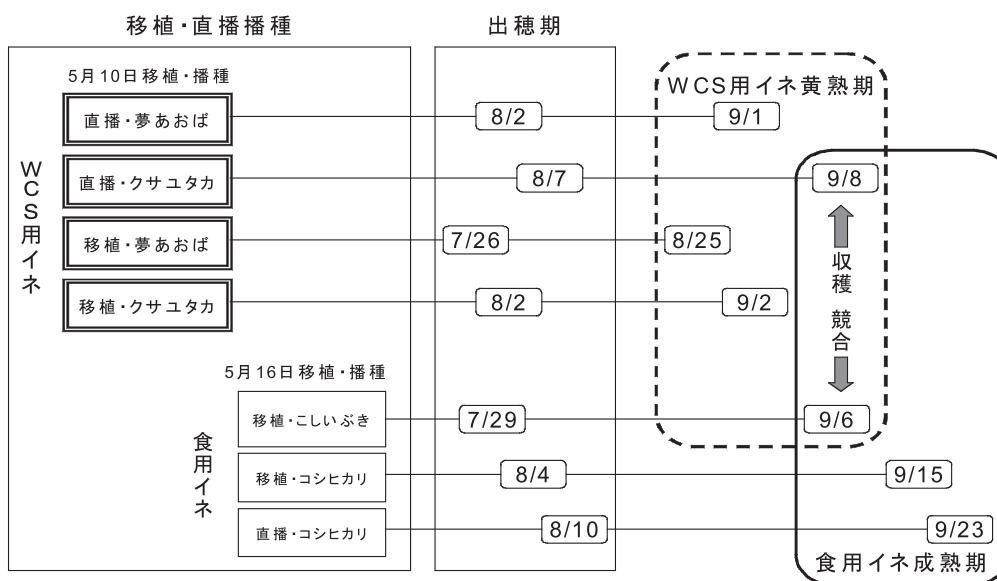 移植・直播播種
出穂期
5月10日移植・播種
WCS用イネ黄熟期
WCS用イネ
直播・夢あおば
8/2
9/1
直播・クサユタカ
8/7
9/8
移植・夢あおば
7/26
8/25
移植・クサユタカ
8/2
9/2
収穫 競合
5月16日移植・播種
食用イネ
移植・こしいぶき
7/29
9/6
移植・コシヒカリ
8/4
9/15
直播・コシヒカリ
8/10
9/23
食用イネ成熟期